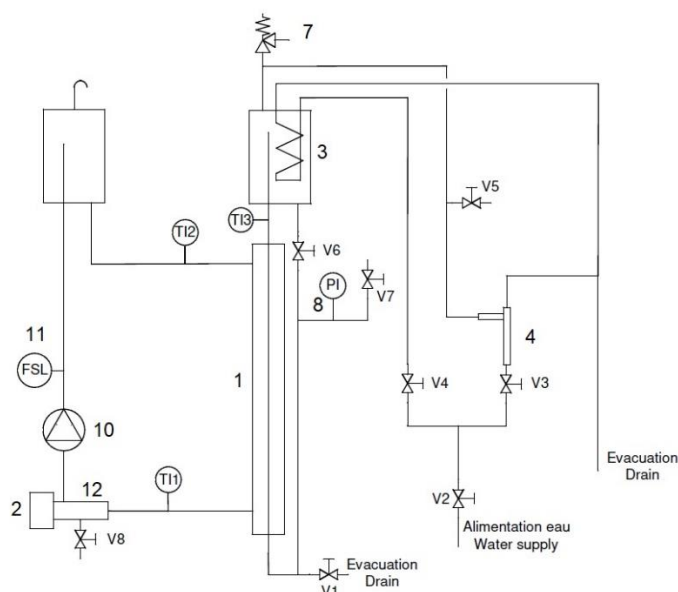 7
3
V5
TI3
TI2
V6
PI
8
V7
11
4
1
FSL
V4
V3
10
Evacuation
Drain
12
TI1
V2
2
V8
Alimentation eau
Water supply
Evacuation
Drain
V1